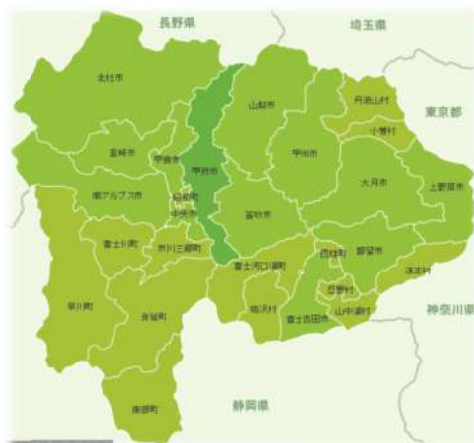 長野県
埼玉県
北杜市
山梨市
丹波山村
東京都
小菅村
韮崎市
甲斐市
甲州市
甲府市
大月市
上野原市
南アルプス市
昭和町
中央市
笛吹市
富士川町
市川三郷町
西桂町
都留市
富士河口湖町
道志村
早川町
忍野村
身延町
鳴沢村
山中湖村
神奈川県
富士吉田市
南部町
静岡県